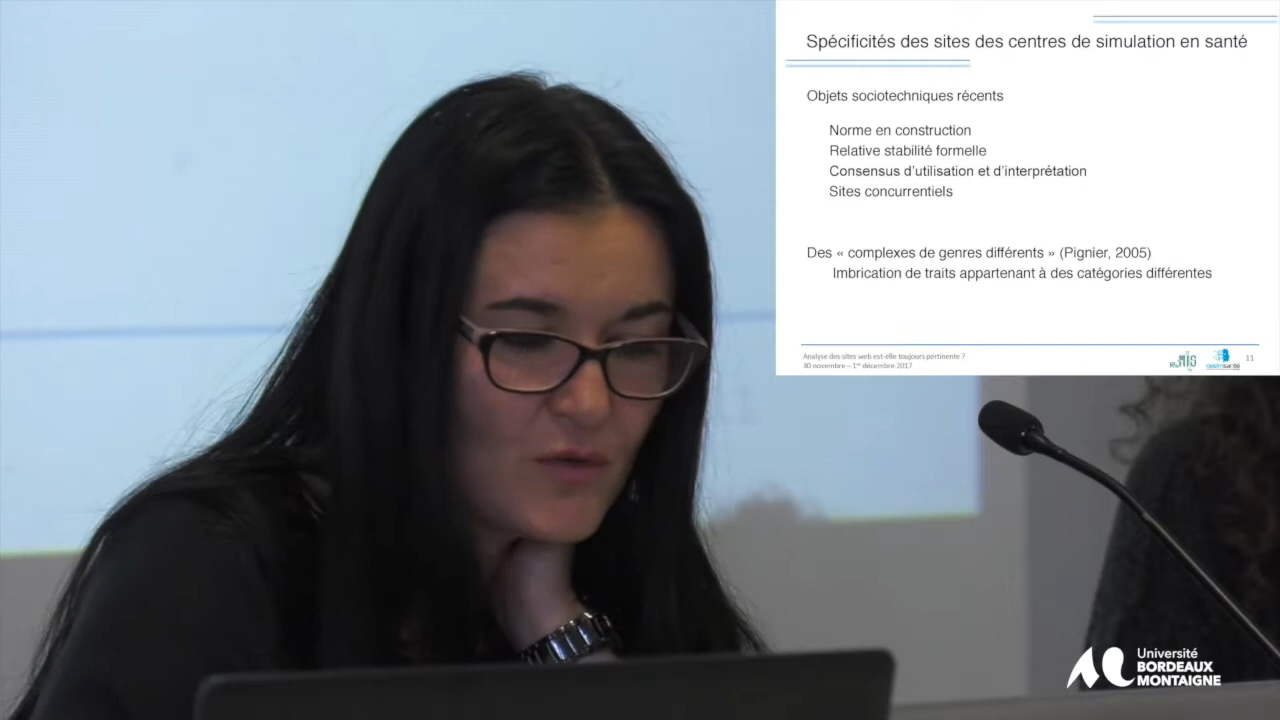 Spécificités des sites des centres de simulation en santé
Objets sociotechniques récents
Norme en construction
Relative stabilité formelle
Consensus d'utilisation et d'interprétation
Sites concurrentiels
Des « complexes de genres différents » (Pignier, 2005)
Imbrication de traits appartenant à des catégories différentes
Analyse des sites web est-elle toujours pertinente ?
30 novembre – 1er décembre 2017
11
Université
BORDEAUX
MONTAIGNE